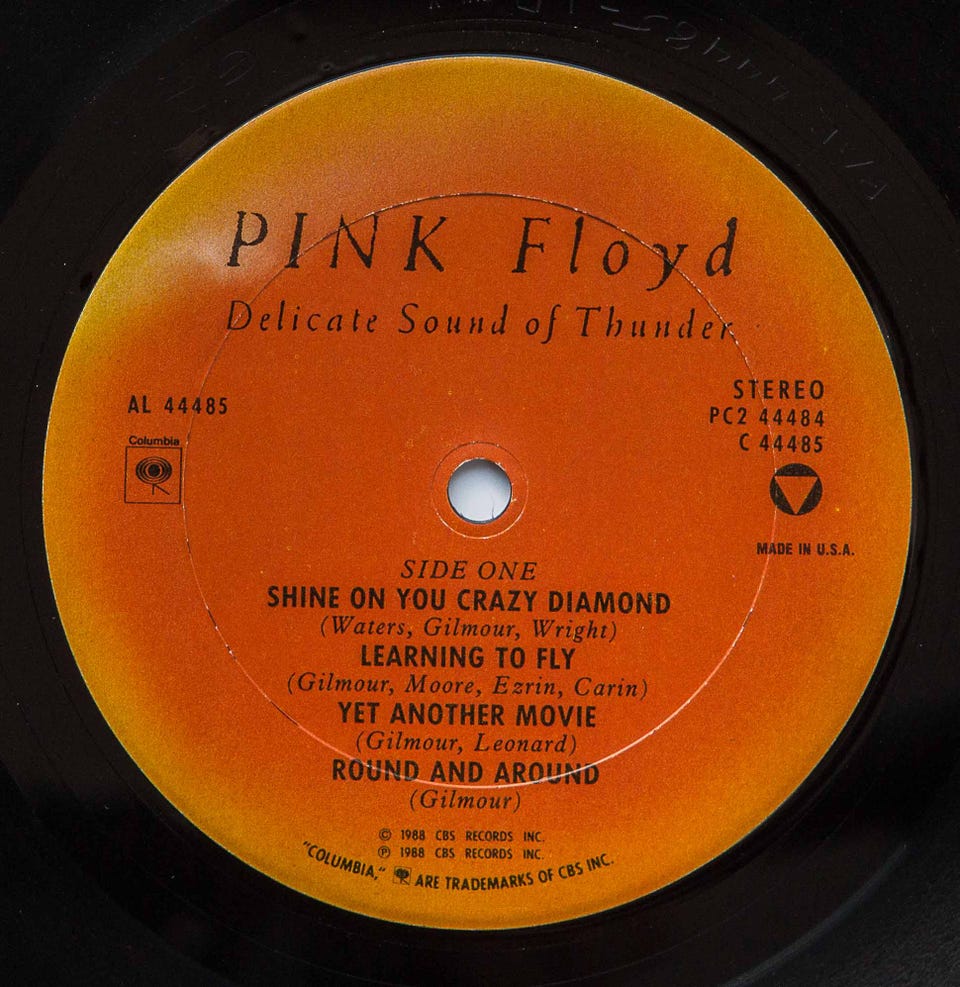 PINK Floyd
Delicate Sound of Thunder
AL 44485
Columbia
STEREO
PC2 44484
C 44485
MADE IN U.S.A.
SIDE ONE
SHINE ON YOU CRAZY DIAMOND
(Waters, Gilmour, Wright)
LEARNING TO FLY
(Gilmour, Moore, Ezrin, Carin)
YET ANOTHER MOVIE
(Gilmour, Leonard)
ROUND AND AROUND
(Gilmour)
© 1988 CBS RECORDS INC.
℗ 1988 CBS RECORDS INC.
"COLUMBIA," ARE TRADEMARKS OF CBS INC.